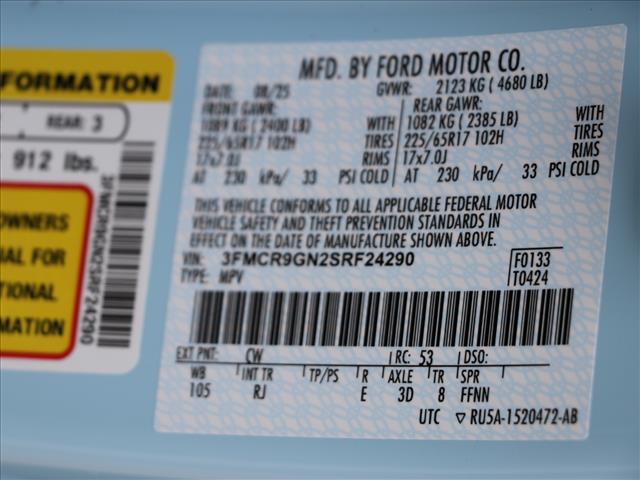 FORMATION
REAR: 3
912 lbs.
OWNERS
IAL FOR
TIONAL
MATION
3FMCR9GN2SRF24290
MFD. BY FORD MOTOR CO.
DATE: 08/25 GVWR: 2123 KG ( 4680 LB)
FRONT GAWR: REAR GAWR:
1089 KG ( 2400 LB) WITH 1082 KG ( 2385 LB) WITH
225/65R17 102H TIRES 225/65R17 102H TIRES
17x7.0J RIMS 17x7.0J RIMS
AT 230 kPa/ 33 PSI COLD AT 230 kPa/ 33 PSI COLD
THIS VEHICLE CONFORMS TO ALL APPLICABLE FEDERAL MOTOR
VEHICLE SAFETY AND THEFT PREVENTION STANDARDS IN
EFFECT ON THE DATE OF MANUFACTURE SHOWN ABOVE.
VIN: 3FMCR9GN2SRF24290 F0133
TYPE: MPV T0424
EXT PNT: CW RC: 53 DSO:
WB INT TR TP/PS R AXLE TR SPR
105 RJ E 3D 8 FFNN
UTC ▽ RU5A-1520472-AB